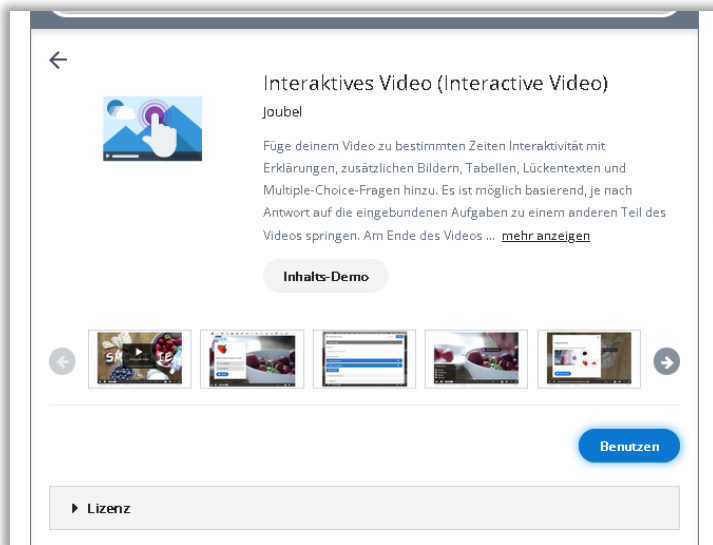 Interaktives Video (Interactive Video)
Joubel
Füge deinem Video zu bestimmten Zeiten Interaktivität mit
Erklärungen, zusätzlichen Bildern, Tabellen, Lückentexten und
Multiple-Choice-Fragen hinzu. Es ist möglich basierend, je nach
Antwort auf die eingebundenen Aufgaben zu einem anderen Teil des
Videos springen. Am Ende des Videos ... mehr anzeigen
Inhalts-Demo
Benutzen
Lizenz